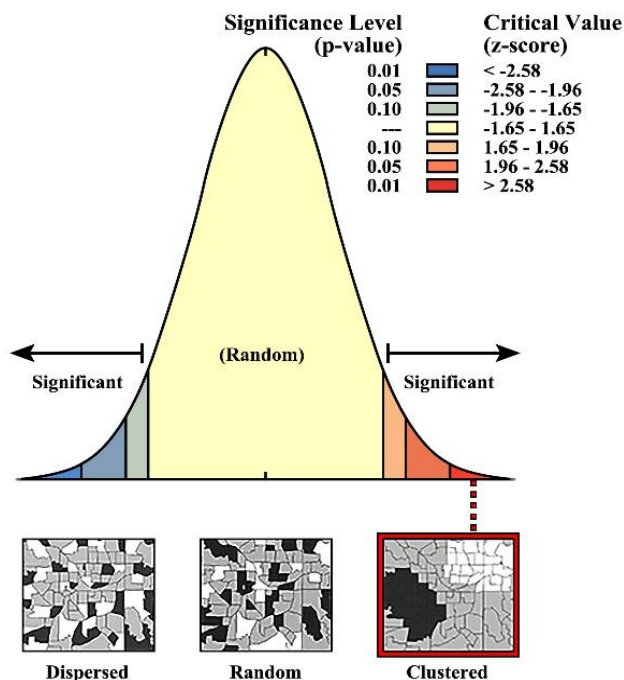 Significance Level Critical Value
(p-value) (z-score)
0.01 < -2.58
0.05 -2.58 - -1.96
0.10 -1.96 - -1.65
--- -1.65 - 1.65
0.10 1.65 - 1.96
0.05 1.96 - 2.58
0.01 > 2.58
(Random)
Significant Significant
Dispersed Random Clustered